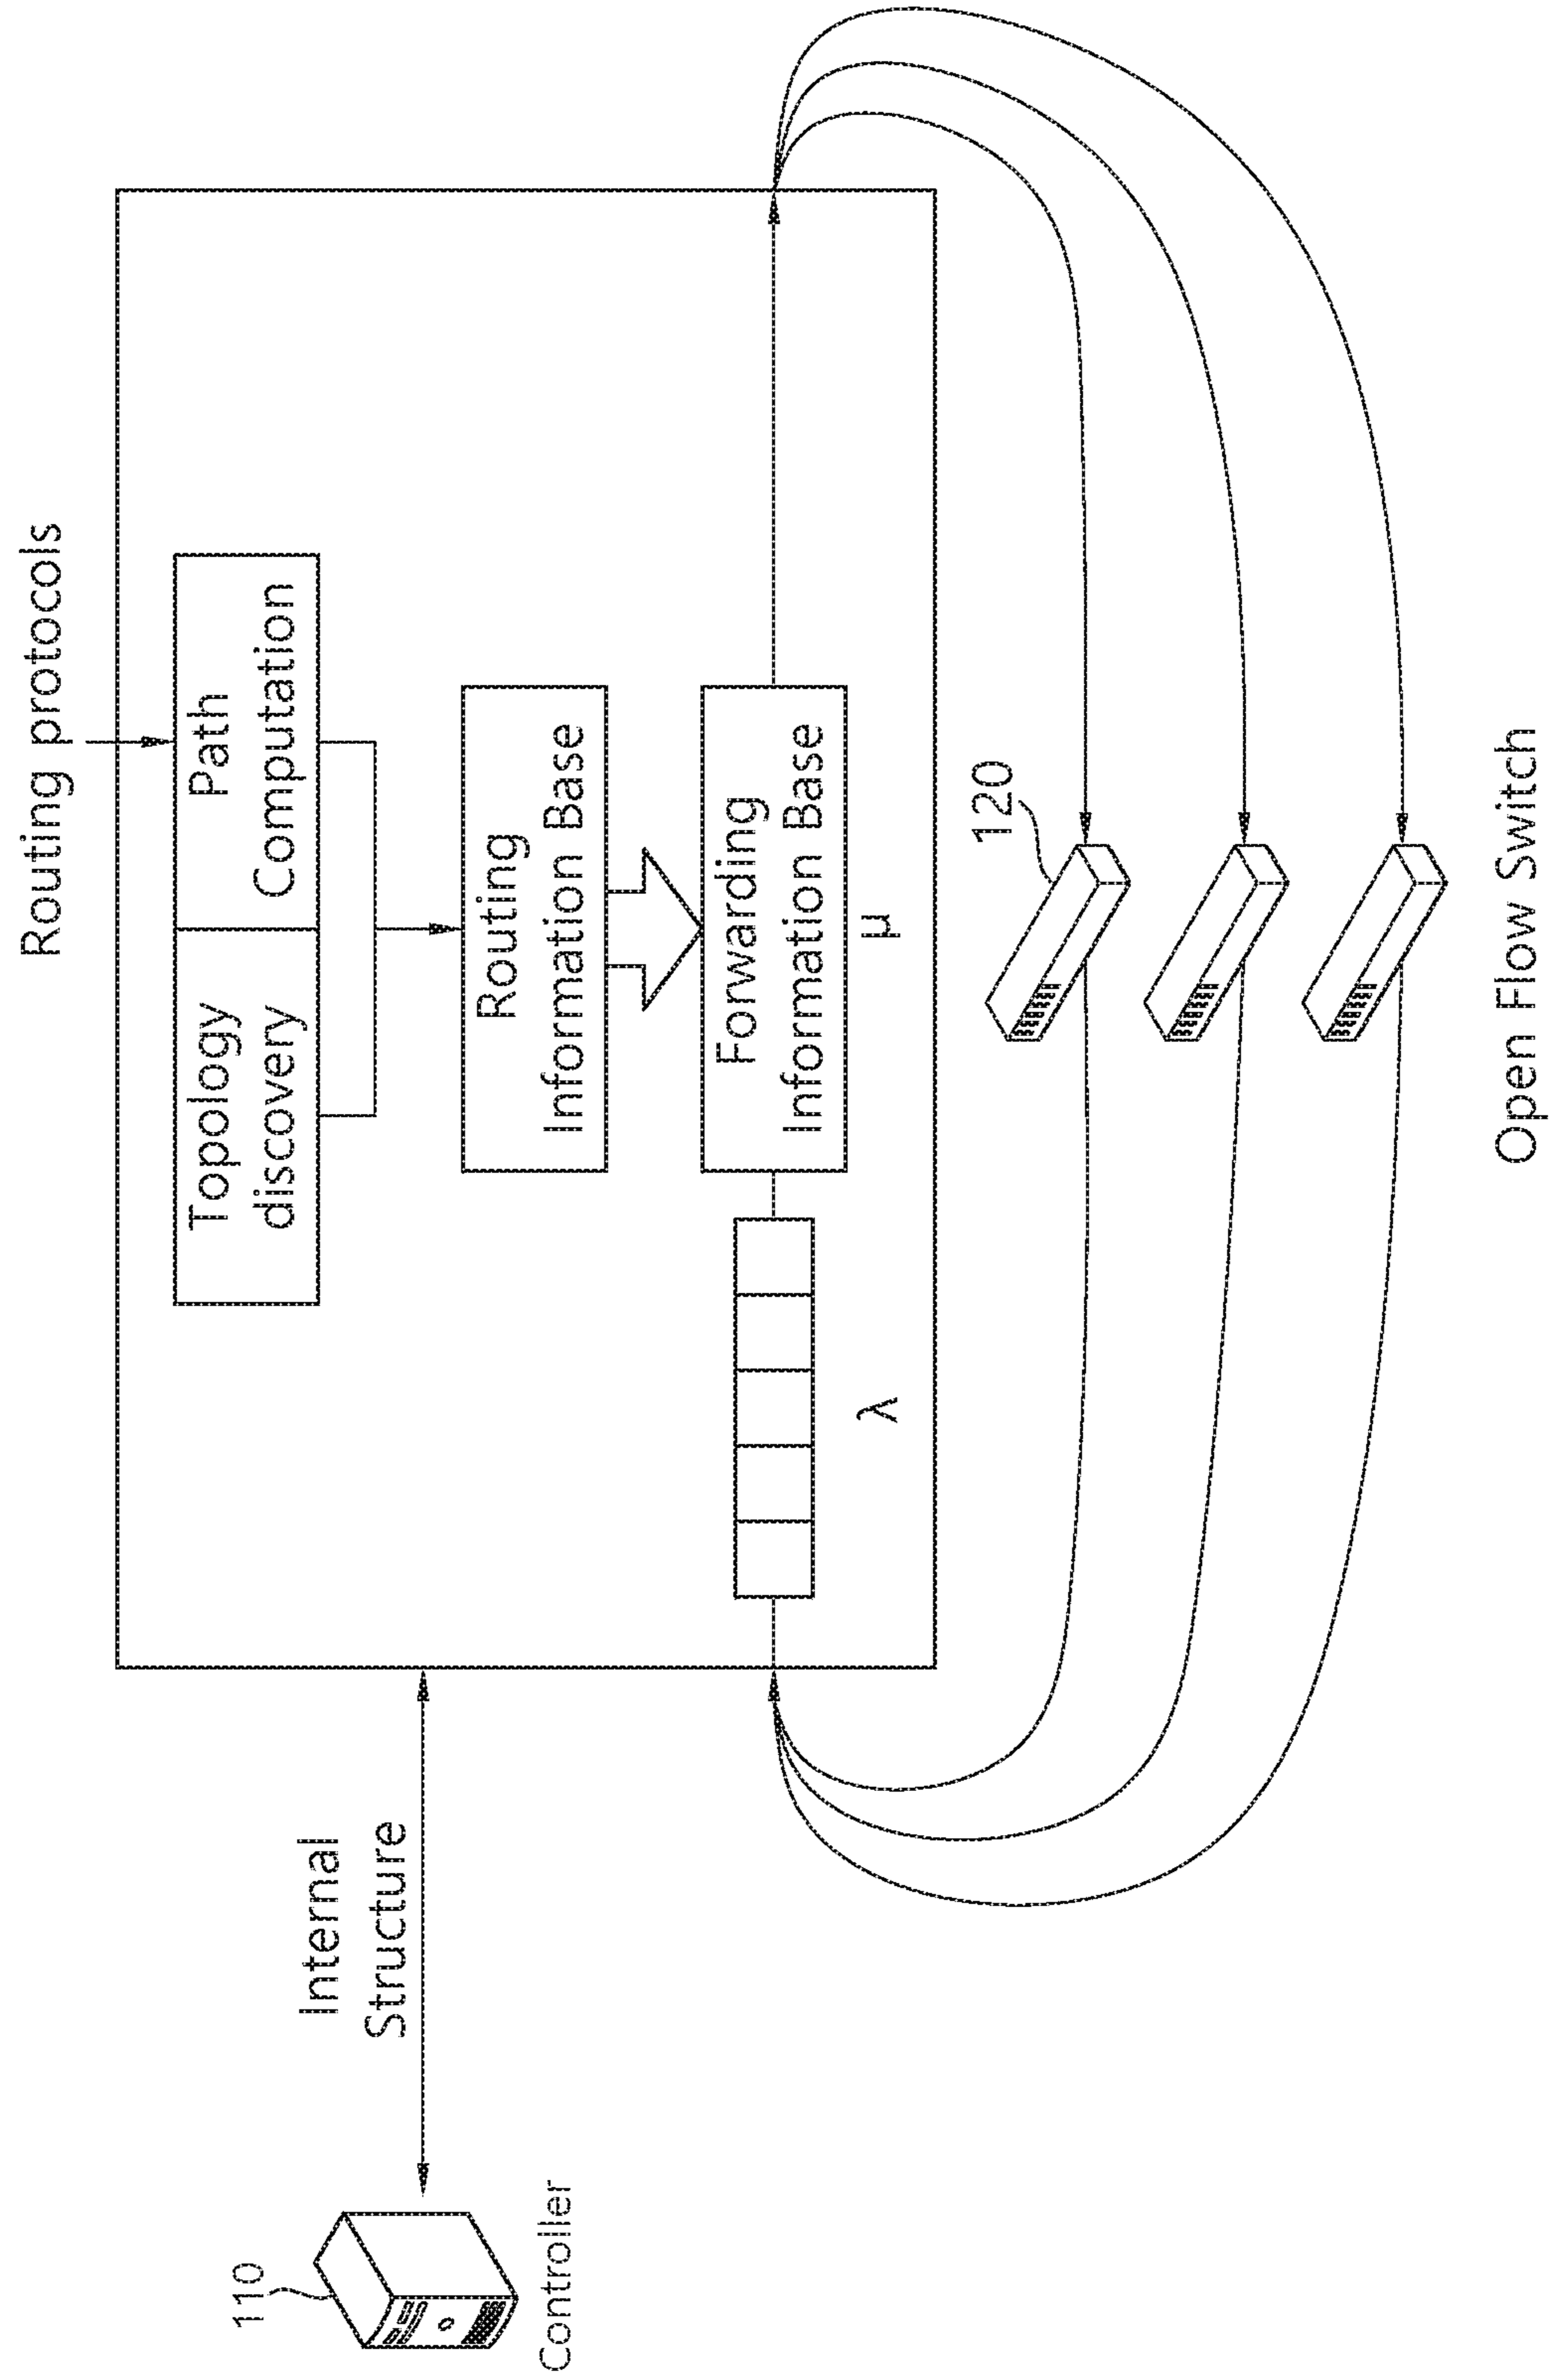 Routing protocols
Topology
discovery
Path
Computation
110
Controller
Internal
Structure
Routing
Information Base
Forwarding
Information Base
λ
μ
120
Open Flow Switch